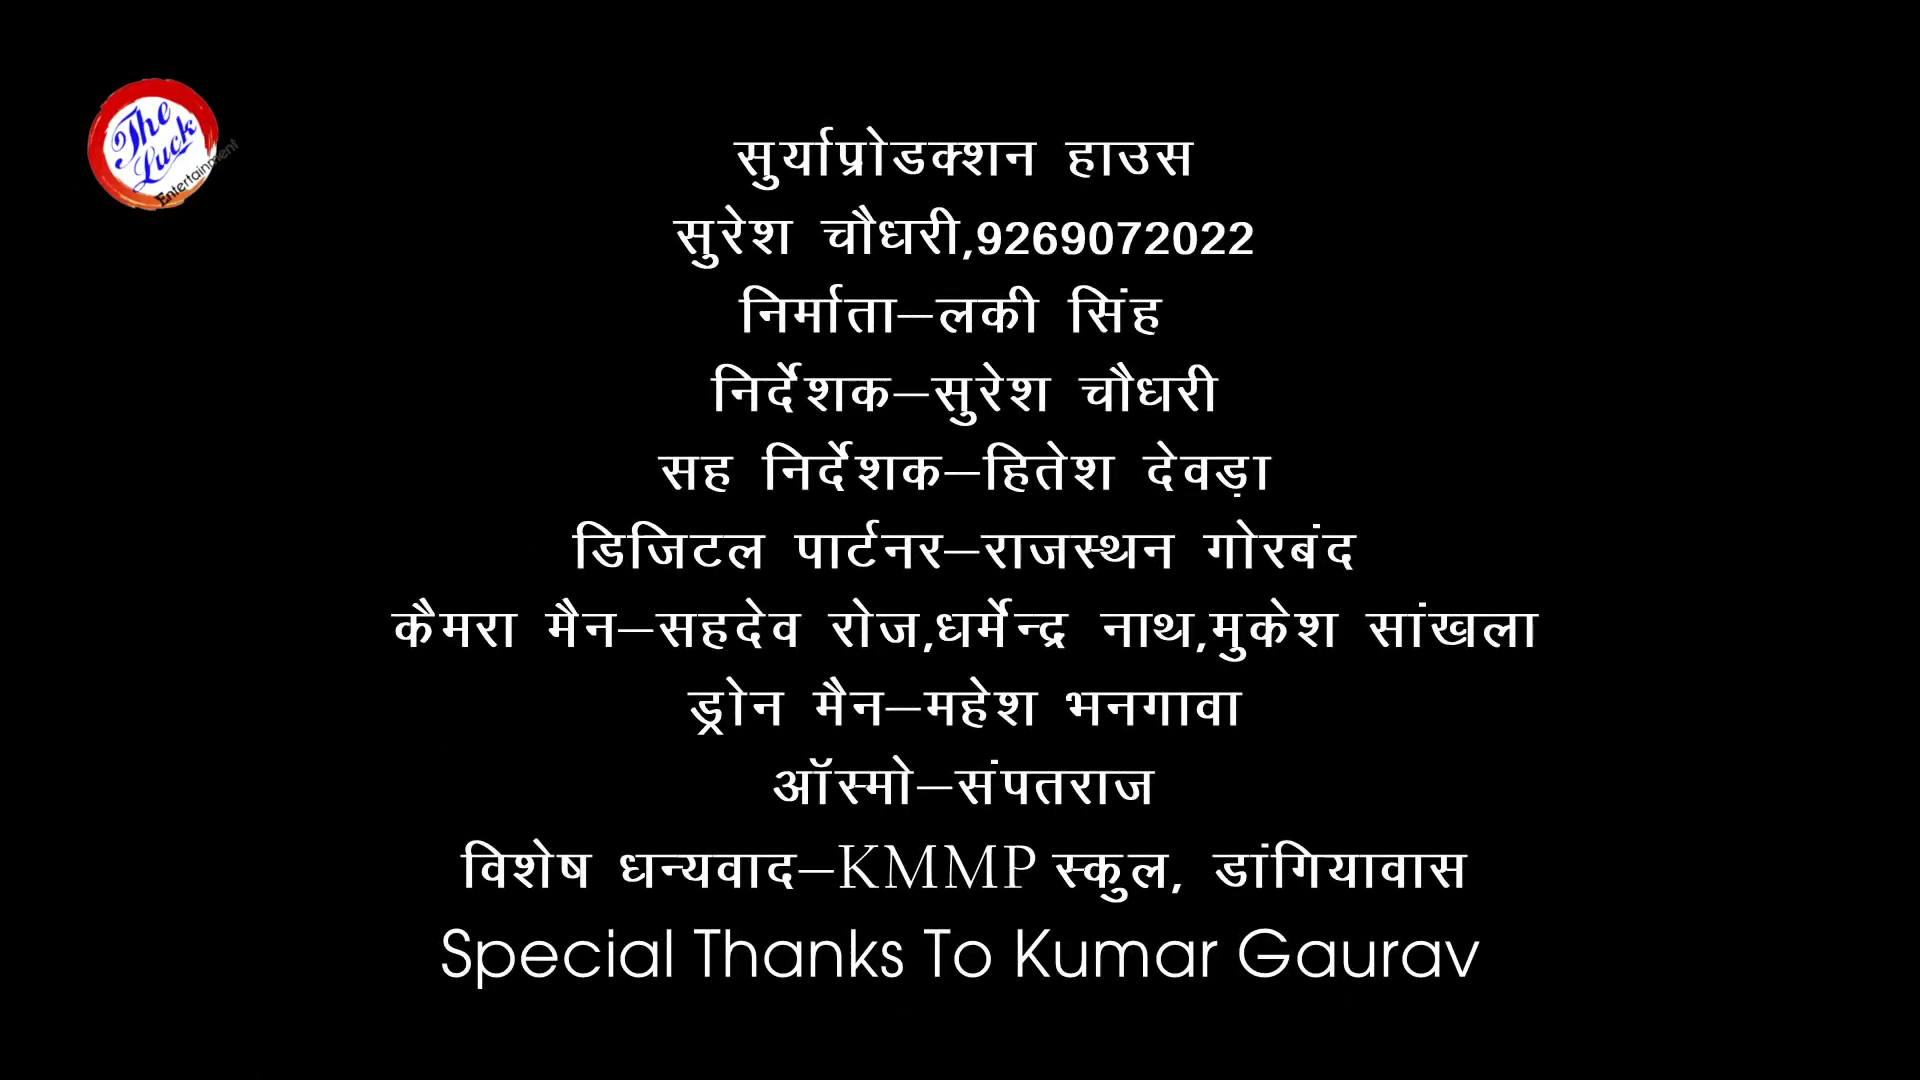 The
Luck
Entertainment
सुर्याप्रोडक्शन हाउस
सुरेश चौधरी,9269072022
निर्माता–लकी सिंह
निर्देशक–सुरेश चौधरी
सह निर्देशक–हितेश देवड़ा
डिजिटल पार्टनर–राजस्थन गोरबंद
कैमरा मैन–सहदेव रोज,धर्मेन्द्र नाथ,मुकेश सांखला
ड्रोन मैन–महेश भनगावा
ऑस्मो–संपतराज
विशेष धन्यवाद–KMMP स्कुल, डांगियावास
Special Thanks To Kumar Gaurav